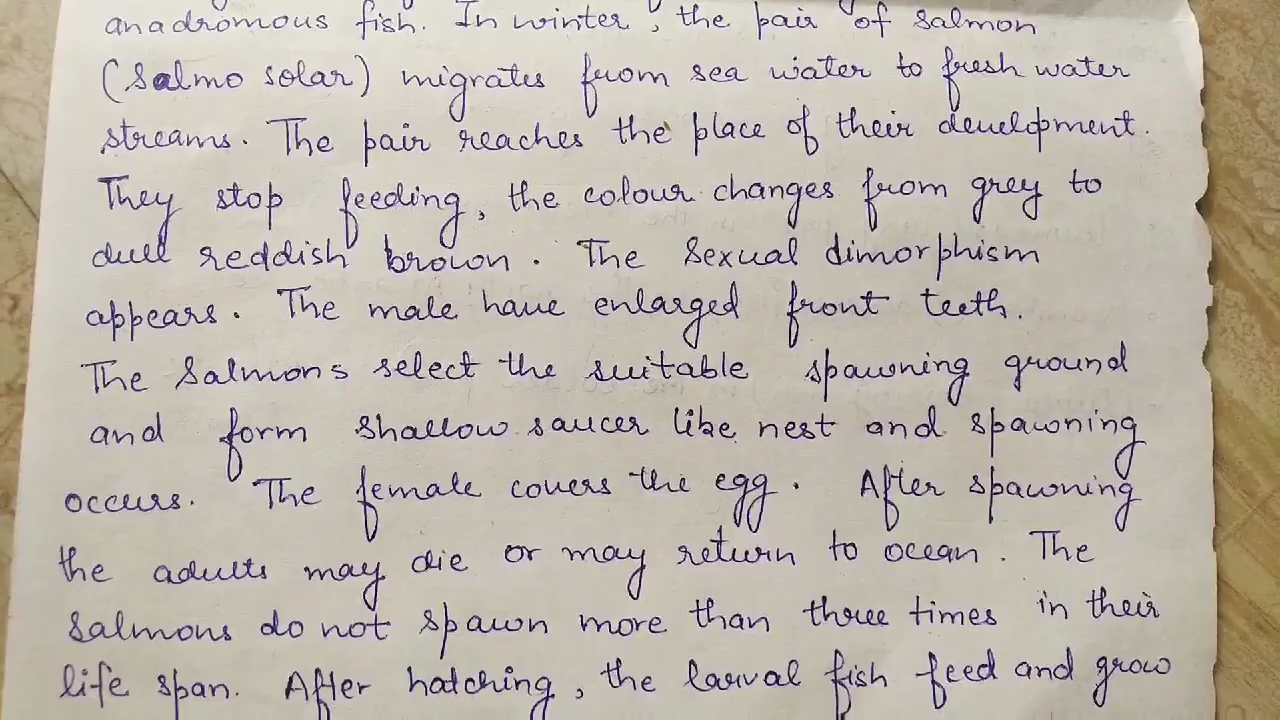 anadromous fish. In winter, the pair of salmon
(Salmo solar) migrates from sea water to fresh water
streams. The pair reaches the place of their development.
They stop feeding, the colour changes from grey to
dull reddish brown. The sexual dimorphism
appears. The male have enlarged front teeth.
The Salmons select the suitable spawning ground
and form shallow saucer like nest and spawning
occurs. The female covers the egg. After spawning
the adults may die or may return to ocean. The
Salmons do not spawn more than three times in their
life span. After hatching, the larval fish feed and grow